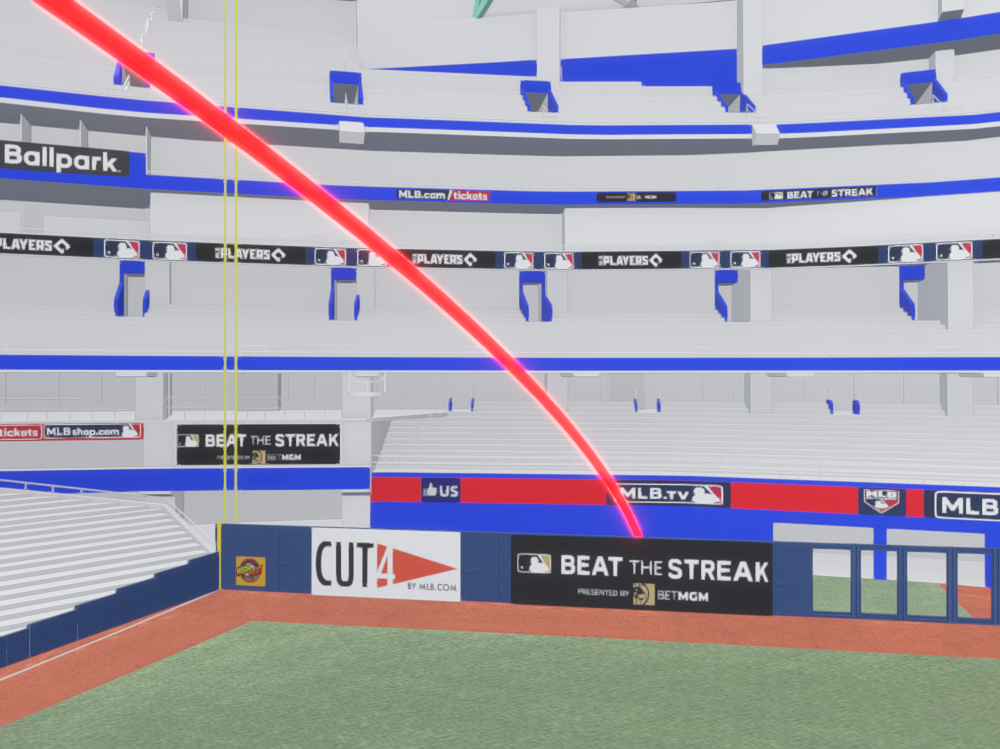 Ballpark.
MLB.com/tickets
BEAT THE STREAK
PLAYERS
PLAYERS
PLAYERS
PLAYERS
PLAYERS
tickets
MLBshop.com
BEAT THE STREAK
PRESENTED BY BETMGM
US
MLB.TV
MLB
MLB
CUT4
BY MLB.COM
BEAT THE STREAK
PRESENTED BY BETMGM